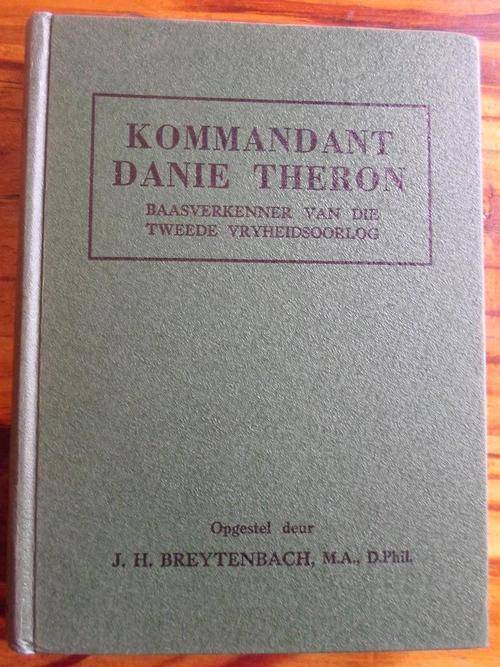 KOMMANDANT
DANIE THERON
BAASVERKENNER VAN DIE
TWEEDE VRYHEIDSOORLOG
Opgestel deur
J. H. BREYTENBACH, M.A., D.Phil.